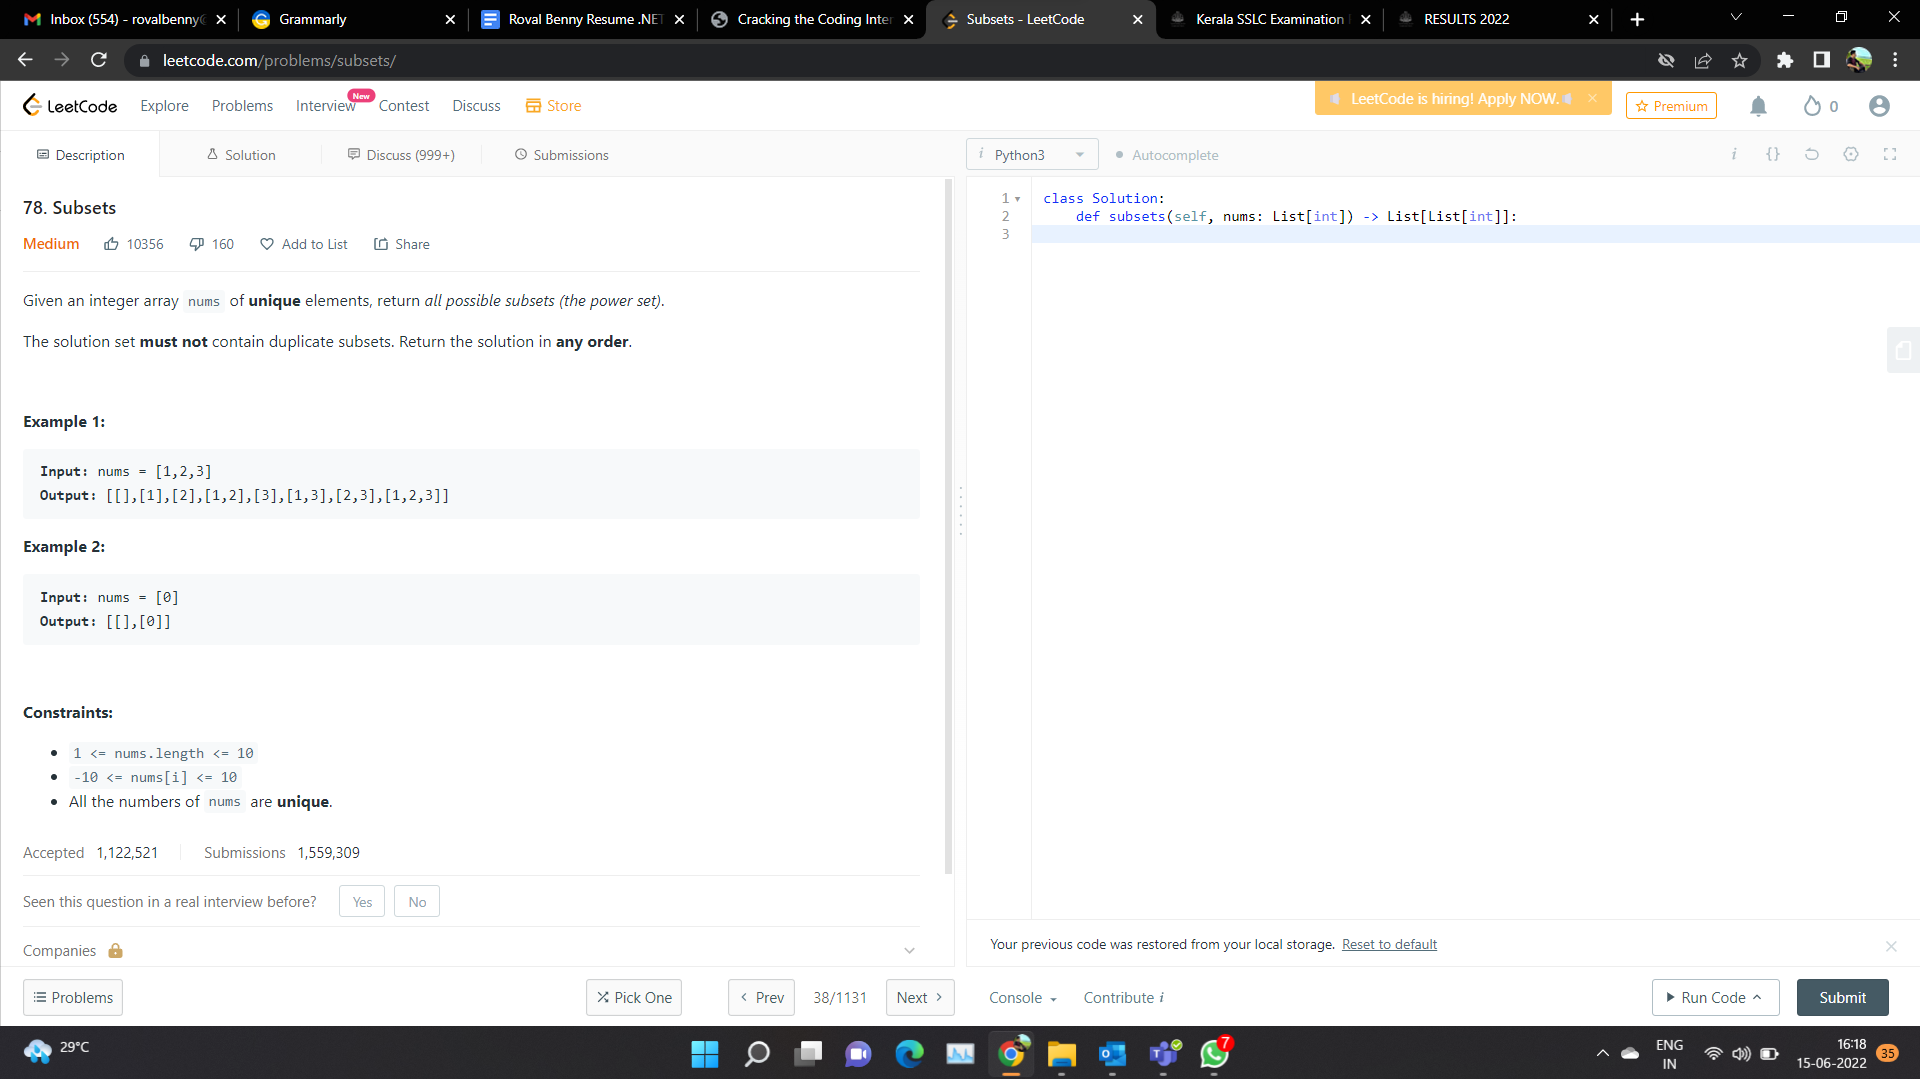 Inbox (554) - rovalbenny@
Grammarly
Roval Benny Resume .NET
Cracking the Coding Inter
Subsets - LeetCode
Kerala SSLC Examination
RESULTS 2022
leetcode.com/problems/subsets/
LeetCode
Explore
Problems
Interview
New
Contest
Discuss
Store
LeetCode is hiring! Apply NOW.
Premium
0
Description
Solution
Discuss (999+)
Submissions
i Python3
Autocomplete
i {}
78. Subsets
Medium
10356
160
Add to List
Share
Given an integer array nums of unique elements, return all possible subsets (the power set).
The solution set must not contain duplicate subsets. Return the solution in any order.
Example 1:
Input: nums = [1,2,3]
Output: [[],[1],[2],[1,2],[3],[1,3],[2,3],[1,2,3]]
Example 2:
Input: nums = [0]
Output: [[],[0]]
Constraints:
1 <= nums.length <= 10
-10 <= nums[i] <= 10
All the numbers of nums are unique.
Accepted 1,122,521
Submissions 1,559,309
Seen this question in a real interview before?
Yes
No
Companies
1 class Solution:
2 def subsets(self, nums: List[int]) -> List[List[int]]:
3
Your previous code was restored from your local storage. Reset to default
Problems
Pick One
Prev
38/1131
Next
Console
Contribute i
Run Code
Submit
29°C
7
ENG
IN
16:18
15-06-2022
35